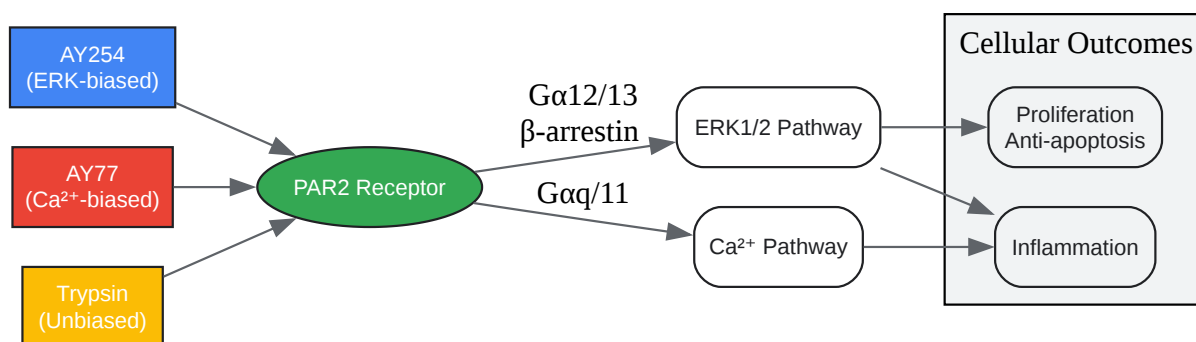 AY254
(ERK-biased)
AY77
(Ca²⁺-biased)
Trypsin
(Unbiased)
PAR2 Receptor
Gα12/13
β-arrestin
Gαq/11
ERK1/2 Pathway
Ca²⁺ Pathway
Cellular Outcomes
Proliferation
Anti-apoptosis
Inflammation